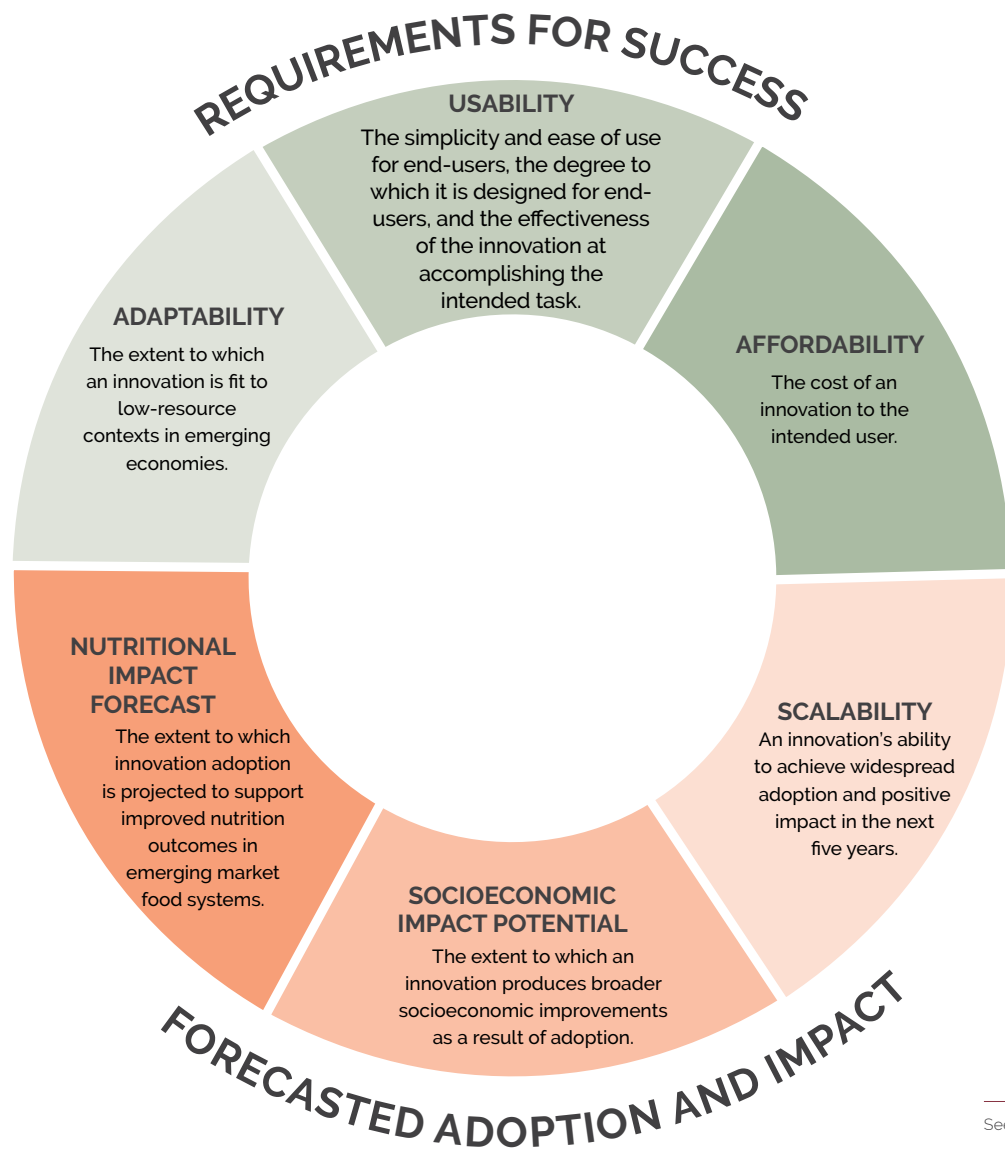 REQUIREMENTS FOR SUCCESS
USABILITY
The simplicity and ease of use
for end-users, the degree to
which it is designed for end-
users, and the effectiveness
of the innovation at
accomplishing the
intended task.
ADAPTABILITY
The extent to which
an innovation is fit to
low-resource
contexts in emerging
economies.
AFFORDABILITY
The cost of an
innovation to the
intended user.
NUTRITIONAL
IMPACT
FORECAST
The extent to which
innovation adoption
is projected to support
improved nutrition
outcomes in
emerging market
food systems.
SCALABILITY
An innovation's ability
to achieve widespread
adoption and positive
impact in the next
five years.
SOCIOECONOMIC
IMPACT POTENTIAL
The extent to which an
innovation produces broader
socioeconomic improvements
as a result of adoption.
FORECASTED ADOPTION AND IMPACT